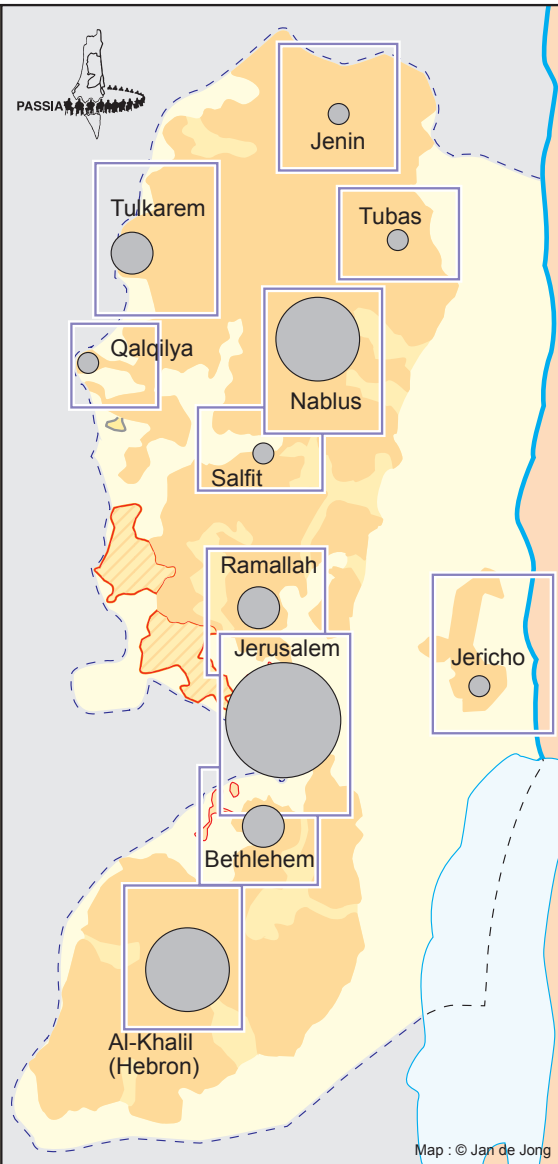 PASSIA
Jenin
Tulkarem
Tubas
Qalqilya
Nablus
Salfit
Ramallah
Jerusalem
Jericho
Bethlehem
Al-Khalil
(Hebron)
Map : © Jan de Jong